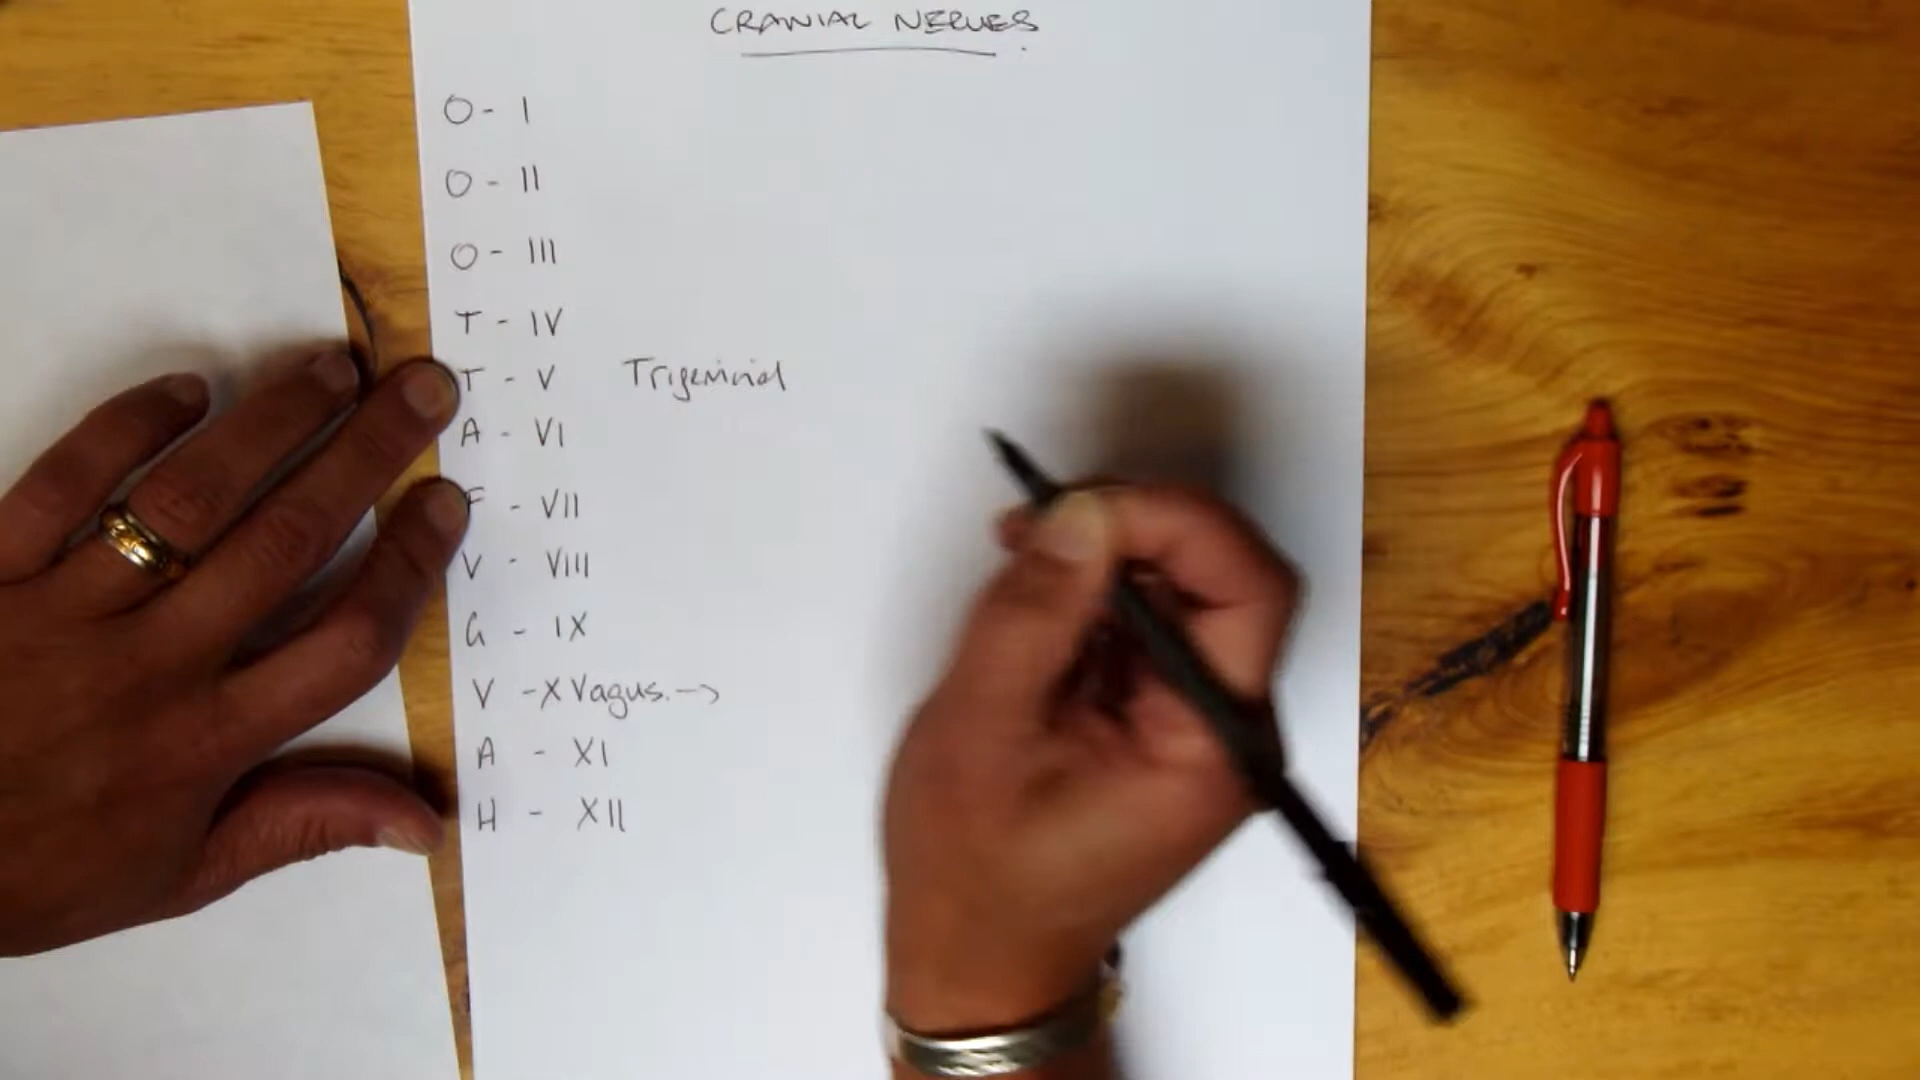 CRANIAL NERVES
O - I
O - II
O - III
T - IV
T - V Trigeminal
A - VI
F - VII
V - VIII
G - IX
V - X Vagus. ->
A - XI
H - XII